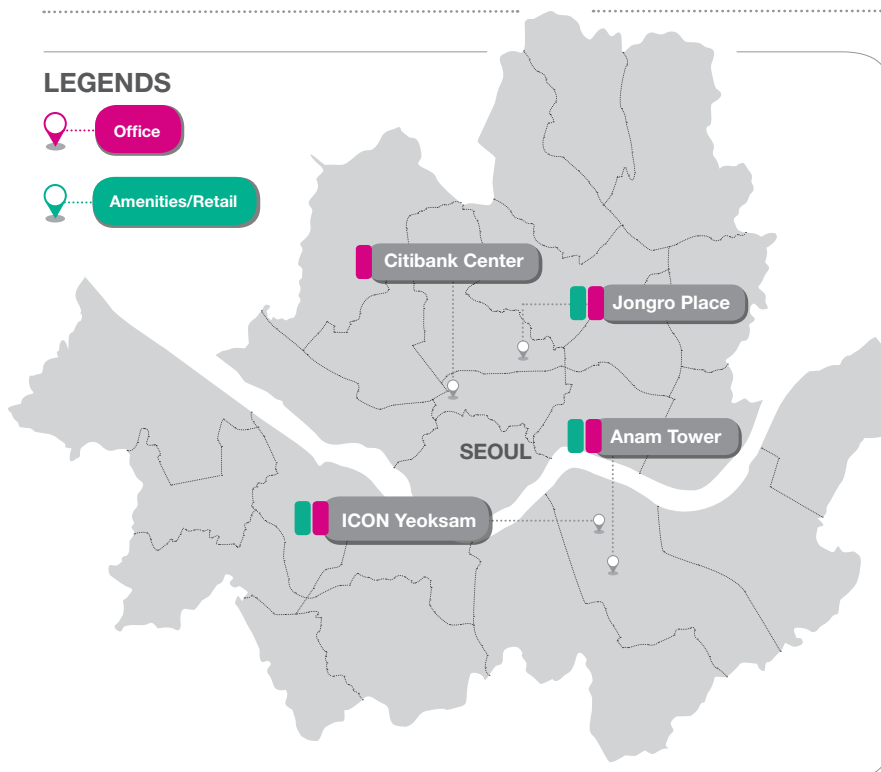 LEGENDS
Office
Amenities/Retail
Citibank Center
Jongro Place
Anam Tower
SEOUL
ICON Yeoksam